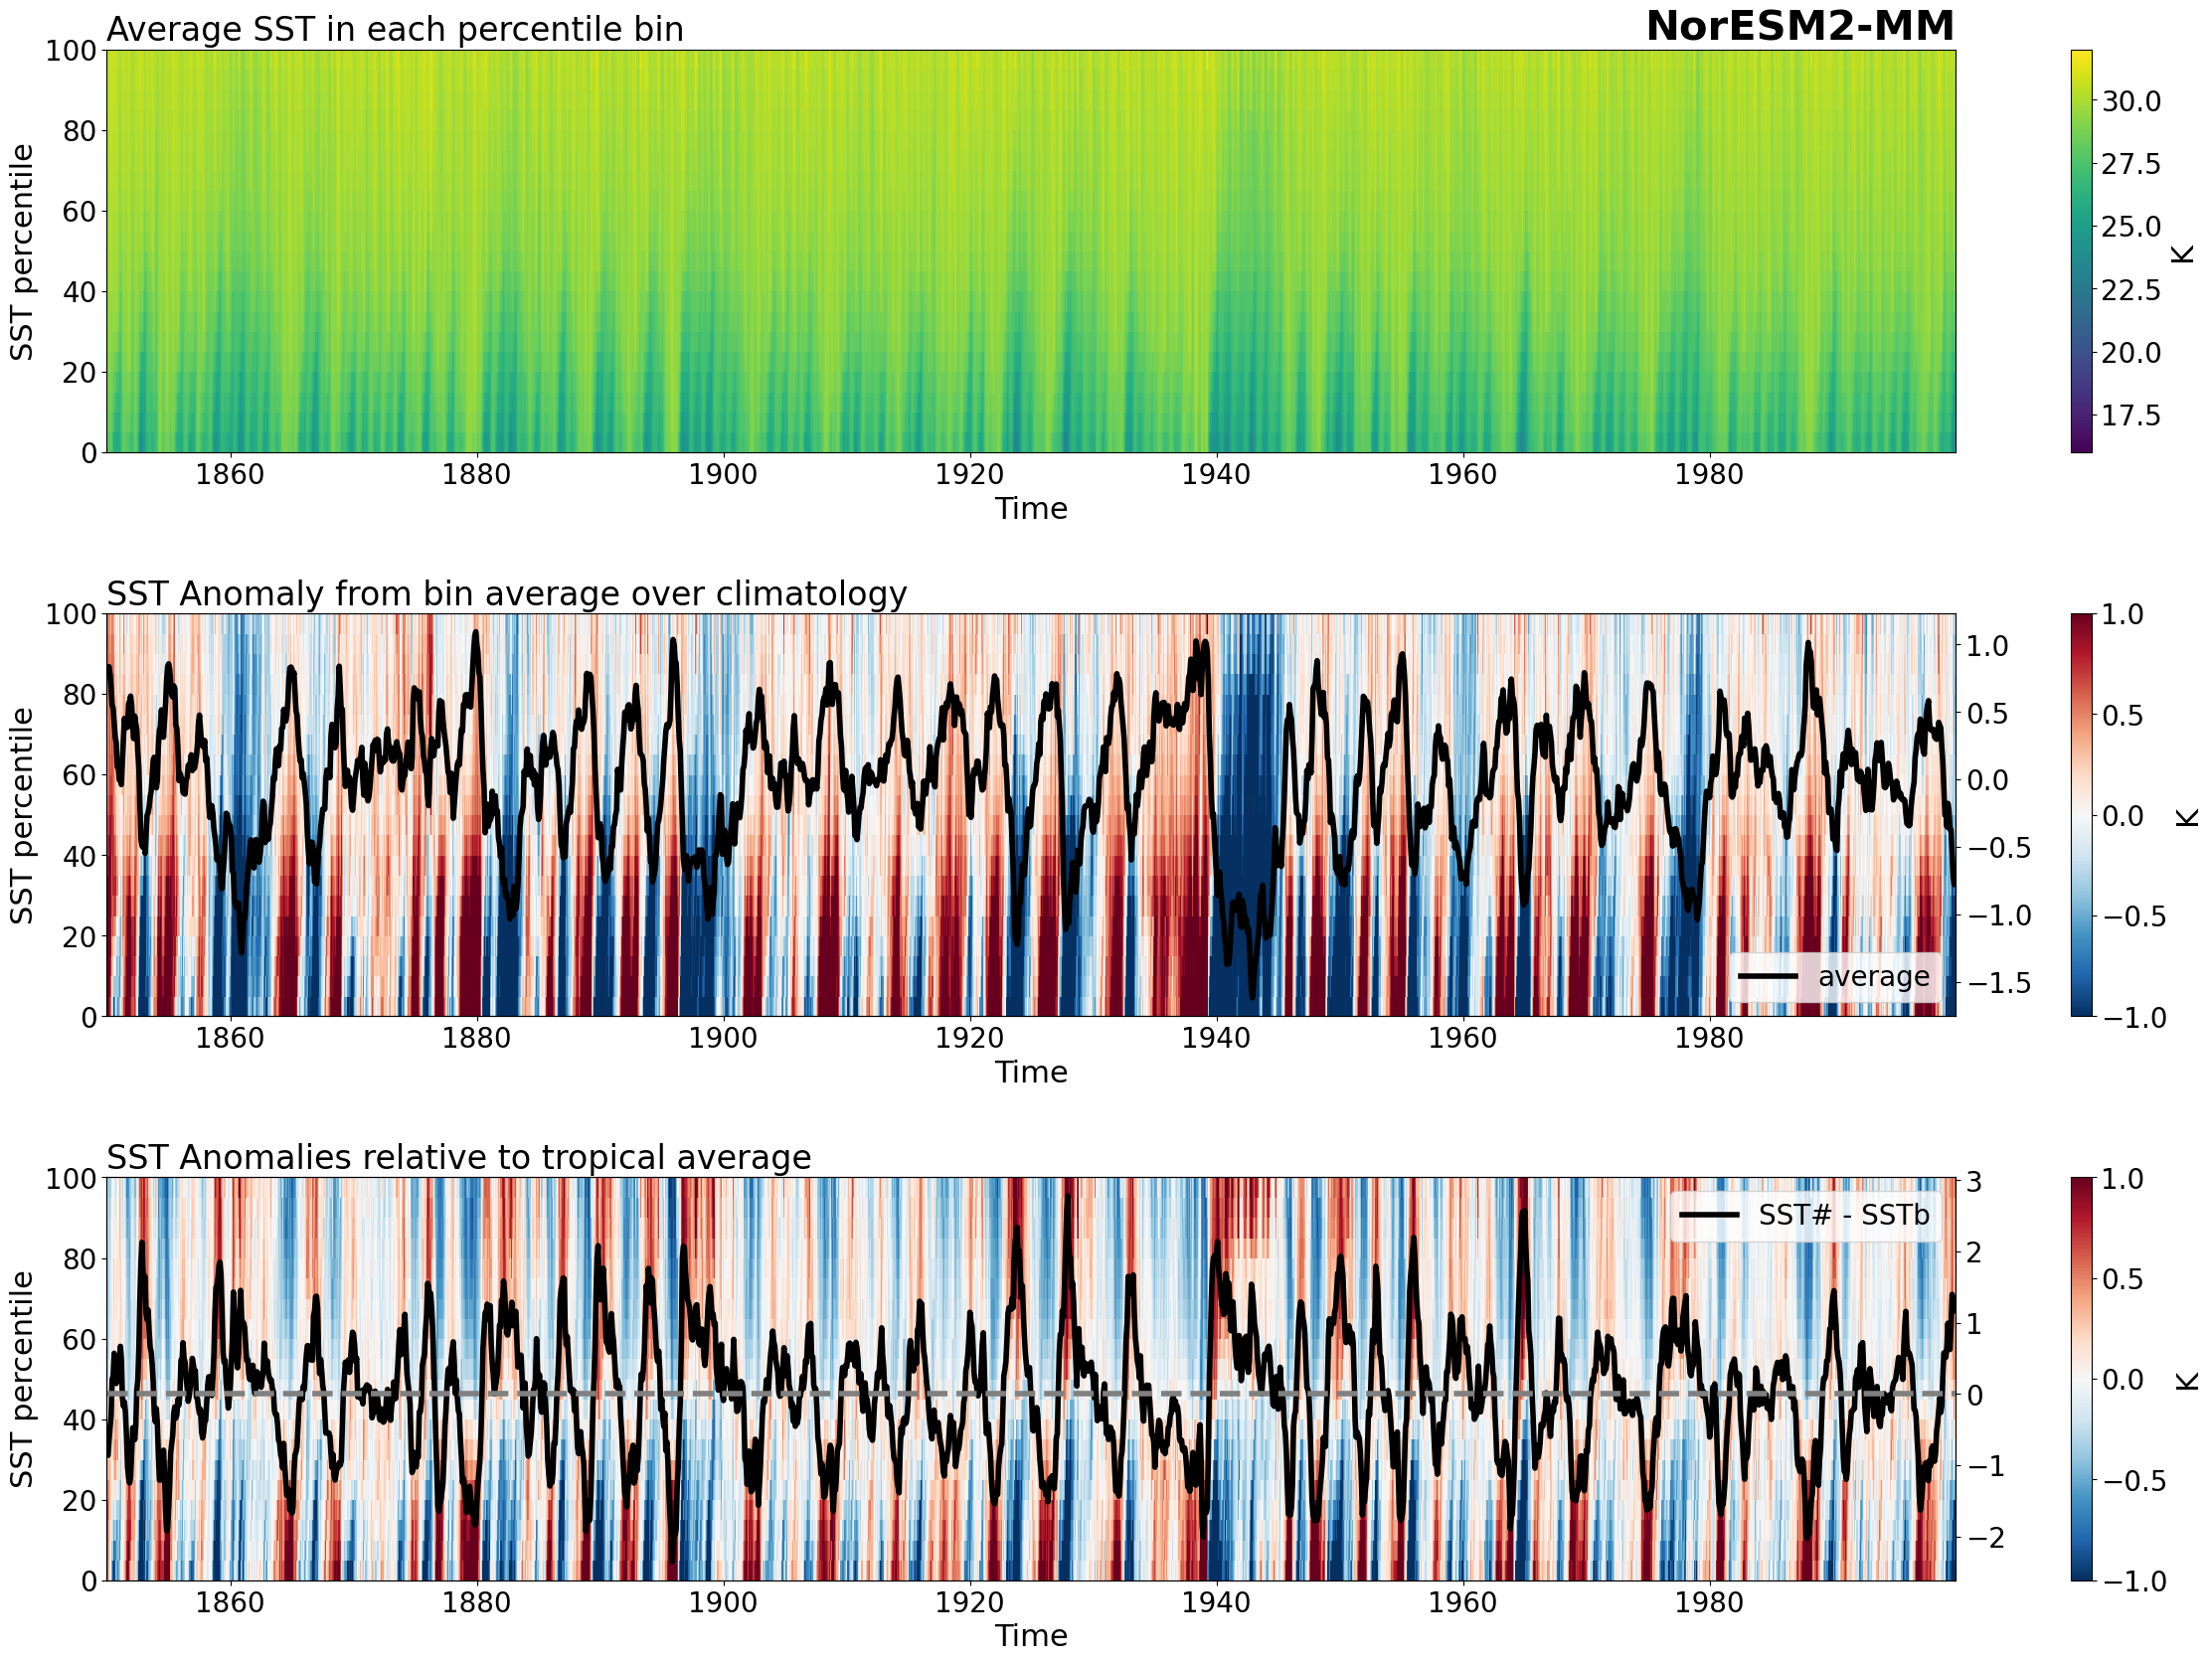 Average SST in each percentile bin
NorESM2-MM
100
80
60
40
20
0
SST percentile
1860 1880 1900 1920 1940 1960 1980
Time
30.0
27.5
25.0
22.5
20.0
17.5
K
SST Anomaly from bin average over climatology
100
80
60
40
20
0
SST percentile
1860 1880 1900 1920 1940 1960 1980
Time
1.0
0.5
0.0
−0.5
−1.0
−1.5
average
1.0
0.5
0.0
−0.5
−1.0
K
SST Anomalies relative to tropical average
100
80
60
40
20
0
SST percentile
1860 1880 1900 1920 1940 1960 1980
Time
3
2
1
0
−1
−2
SST# - SSTb
1.0
0.5
0.0
−0.5
−1.0
K